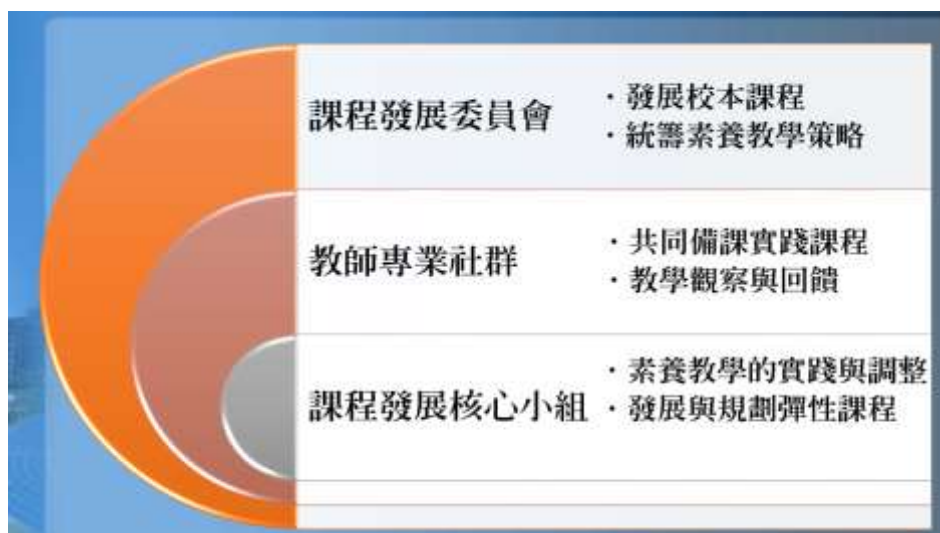 課程發展委員會
・發展校本課程
・統籌素養教學策略
教師專業社群
・共同備課實踐課程
・教學觀察與回饋
課程發展核心小組
・素養教學的實踐與調整
・發展與規劃彈性課程